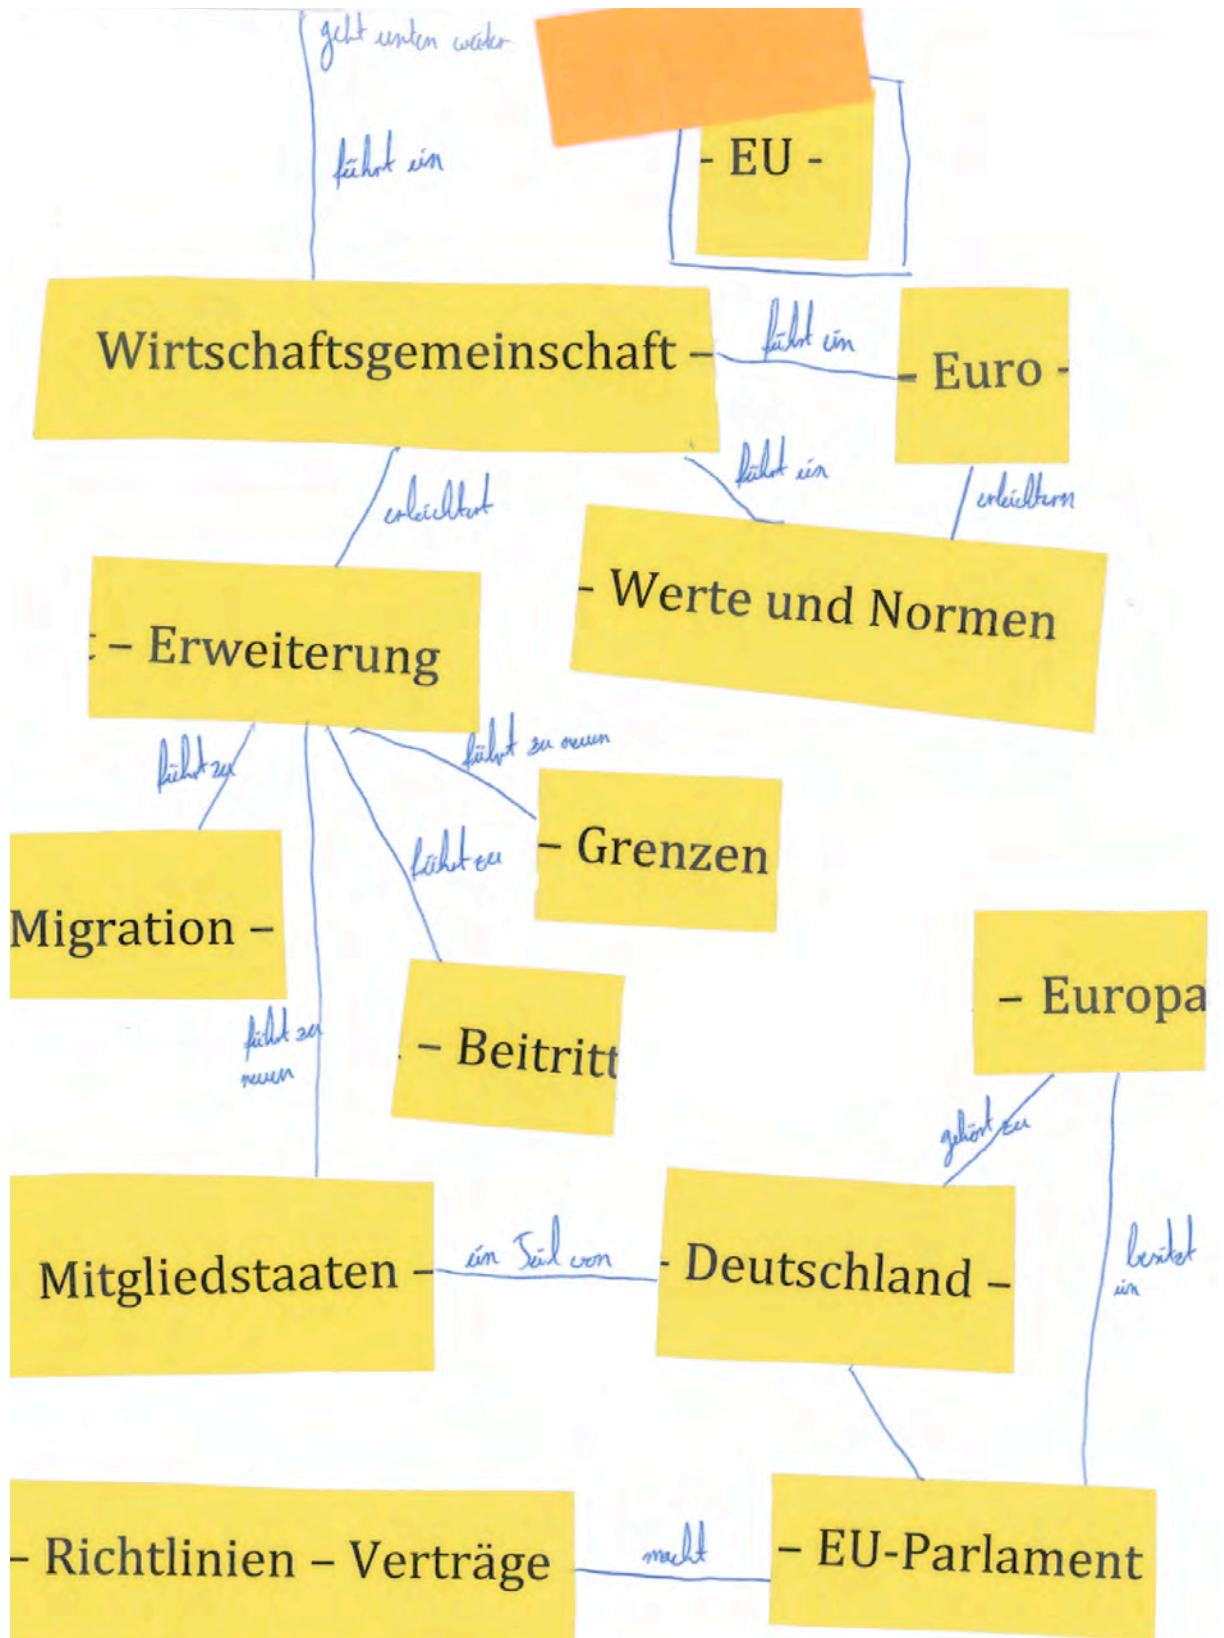 geht unten weiter
führt ein
- EU -
Wirtschaftsgemeinschaft –
führt ein
– Euro -
führt ein
erleichtert
erleichtern
- Werte und Normen
– Erweiterung
führt zu
führt zu neuen
führt zu
– Grenzen
Migration –
– Europa
führt zu
neuen
– Beitritt
gehört zu
Mitgliedstaaten –
ein Teil von
- Deutschland –
besitzt
ein
– Richtlinien – Verträge
macht
– EU-Parlament